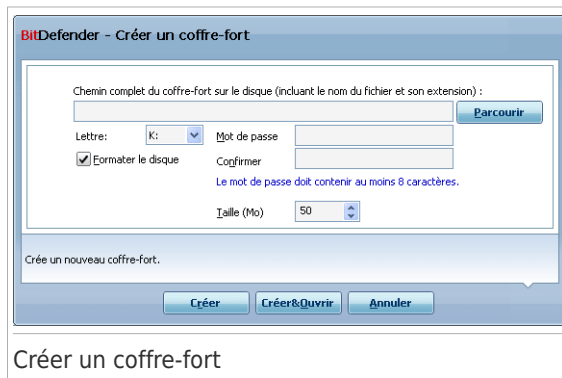 BitDefender - Créer un coffre-fort
Chemin complet du coffre-fort sur le disque (incluant le nom du fichier et son extension) :
Parcourir
Lettre: K: Mot de passe
Formater le disque Confirmer
Le mot de passe doit contenir au moins 8 caractères.
Taille (Mo) 50
Crée un nouveau coffre-fort.
Créer Créer&Ouvrir Annuler
Créer un coffre-fort